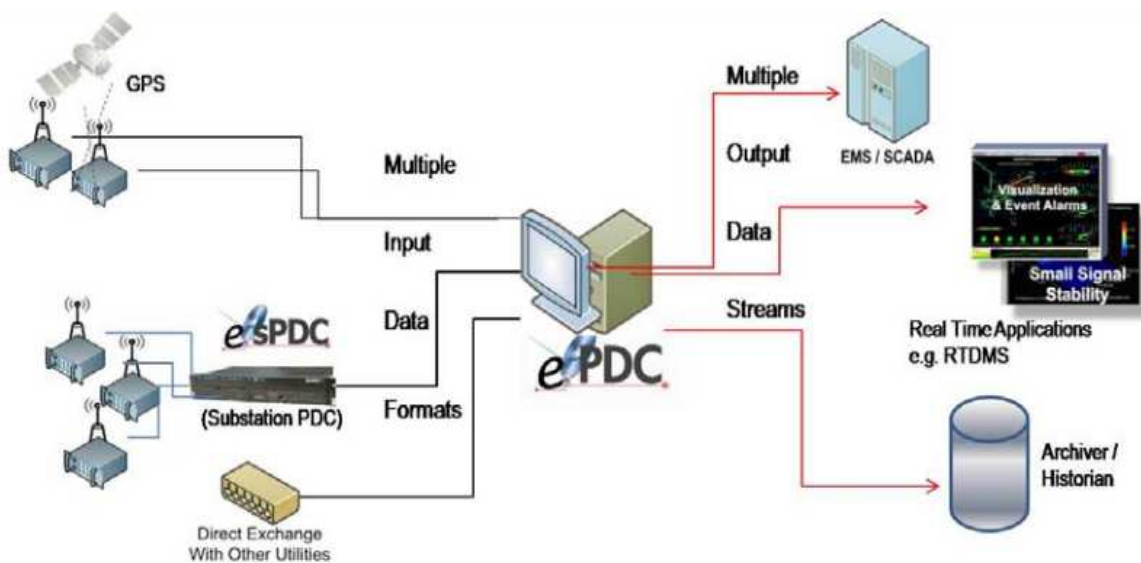 GPS
Multiple
Input
Data
Formats
esPDC
(Substation PDC)
Direct Exchange
With Other Utilities
ePDC
Multiple
Output
Data
Streams
EMS / SCADA
Visualization
& Event Alarms
Small Signal
Stability
Real Time Applications
e.g. RTDMS
Archiver /
Historian